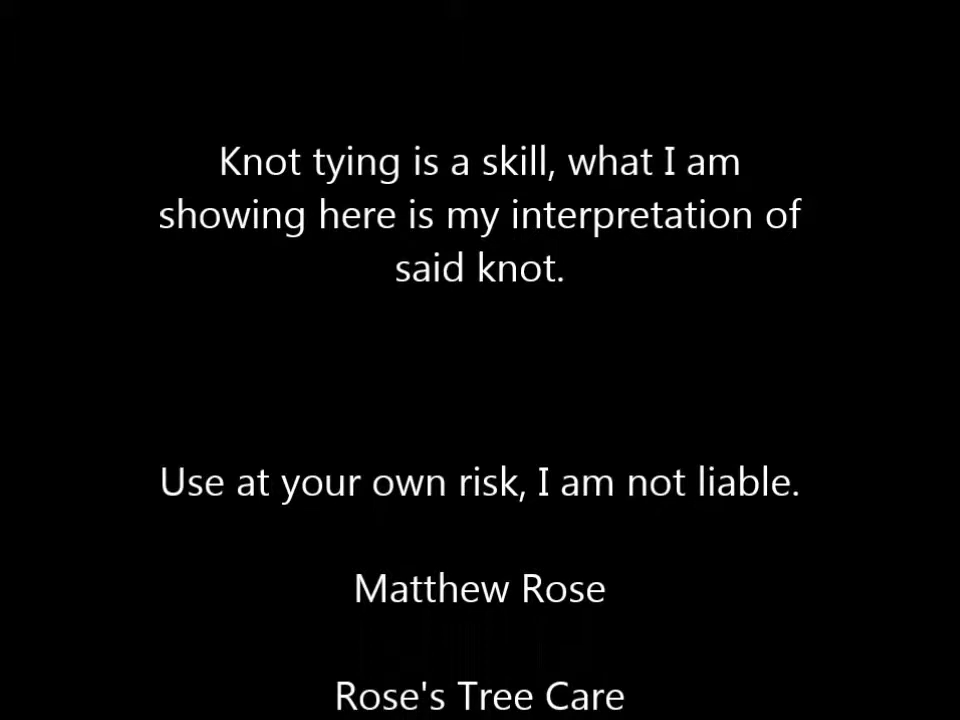 Knot tying is a skill, what I am
showing here is my interpretation of
said knot.
Use at your own risk, I am not liable.
Matthew Rose
Rose's Tree Care